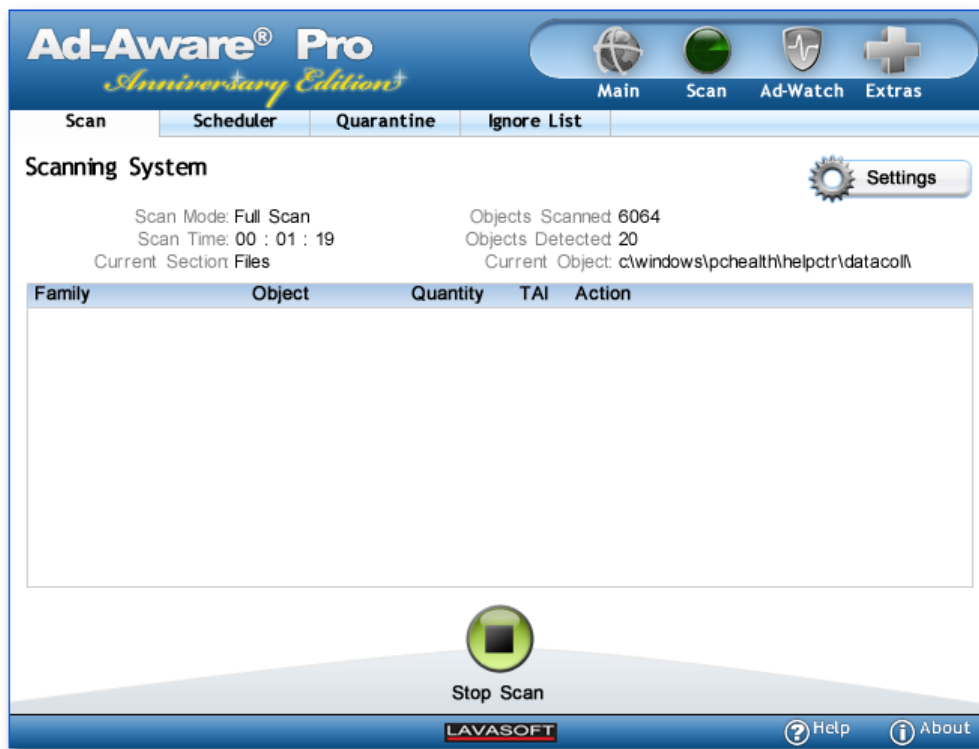 Ad-Aware® Pro
Anniversary Edition
Main Scan Ad-Watch Extras
Scan Scheduler Quarantine Ignore List
Scanning System
Settings
Scan Mode: Full Scan
Objects Scanned: 6064
Scan Time: 00 : 01 : 19
Objects Detected: 20
Current Section: Files
Current Object: c:\windows\pchealth\helpctr\datacoll\
Family Object Quantity TAI Action
Stop Scan
LAVASOFT
Help
About